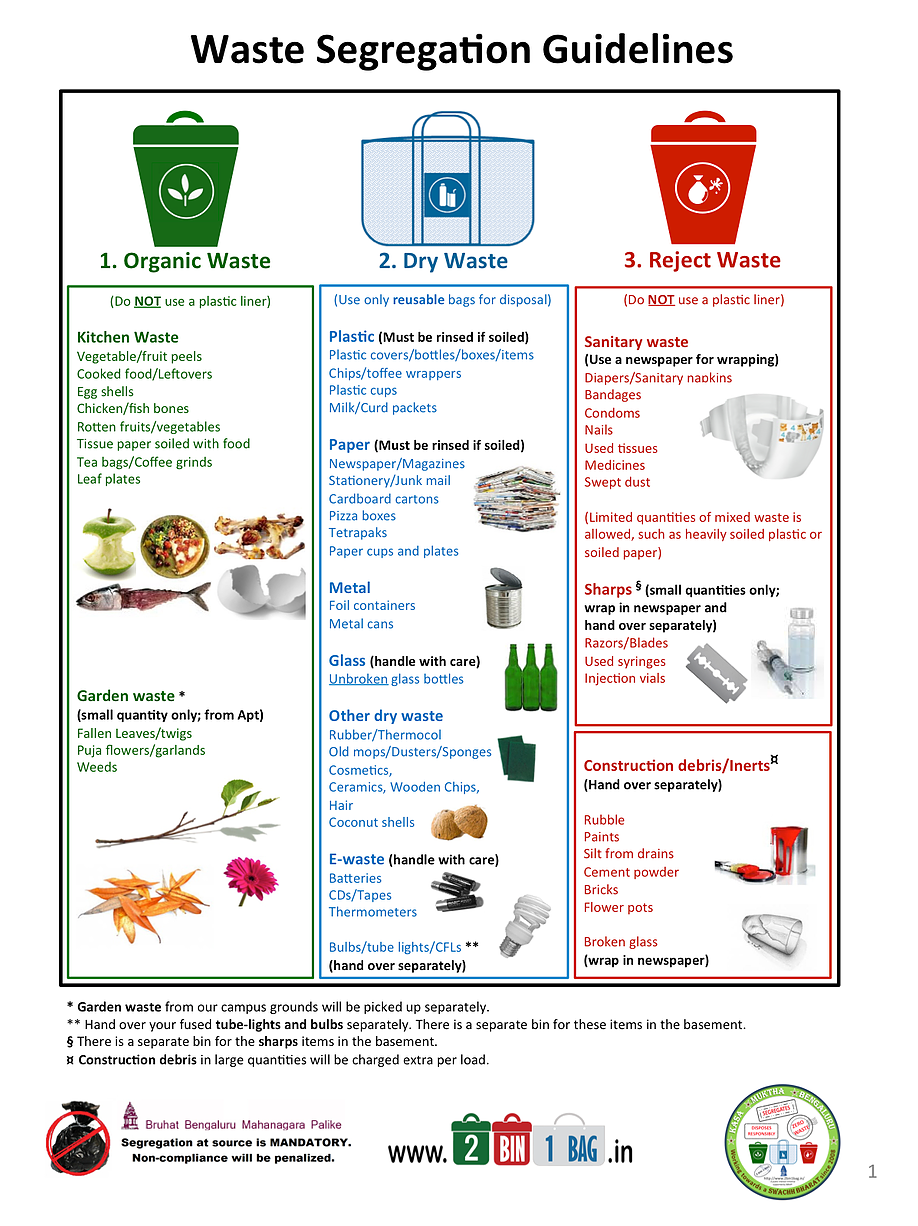 Waste Segregation Guidelines
1. Organic Waste
(Do NOT use a plastic liner)
Kitchen Waste
Vegetable/fruit peels
Cooked food/Leftovers
Egg shells
Chicken/fish bones
Rotten fruits/vegetables
Tissue paper soiled with food
Tea bags/Coffee grinds
Leaf plates
Garden waste *
(small quantity only; from Apt)
Fallen Leaves/twigs
Puja flowers/garlands
Weeds
2. Dry Waste
(Use only reusable bags for disposal)
Plastic (Must be rinsed if soiled)
Plastic covers/bottles/boxes/items
Chips/toffee wrappers
Plastic cups
Milk/Curd packets
Paper (Must be rinsed if soiled)
Newspaper/Magazines
Stationery/Junk mail
Cardboard cartons
Pizza boxes
Tetrapaks
Paper cups and plates
Metal
Foil containers
Metal cans
Glass (handle with care)
Unbroken glass bottles
Other dry waste
Rubber/Thermocol
Old mops/Dusters/Sponges
Cosmetics,
Ceramics, Wooden Chips,
Hair
Coconut shells
E-waste (handle with care)
Batteries
CDs/Tapes
Thermometers
Bulbs/tube lights/CFLs **
(hand over separately)
3. Reject Waste
(Do NOT use a plastic liner)
Sanitary waste
(Use a newspaper for wrapping)
Diapers/Sanitary napkins
Bandages
Condoms
Nails
Used tissues
Medicines
Swept dust
(Limited quantities of mixed waste is
allowed, such as heavily soiled plastic or
soiled paper)
Sharps § (small quantities only;
wrap in newspaper and
hand over separately)
Razors/Blades
Used syringes
Injection vials
Construction debris/Inerts¤
(Hand over separately)
Rubble
Paints
Silt from drains
Cement powder
Bricks
Flower pots
Broken glass
(wrap in newspaper)
* Garden waste from our campus grounds will be picked up separately.
** Hand over your fused tube-lights and bulbs separately. There is a separate bin for these items in the basement.
§ There is a separate bin for the sharps items in the basement.
¤ Construction debris in large quantities will be charged extra per load.
Bruhat Bengaluru Mahanagara Palike
Segregation at source is MANDATORY.
Non-compliance will be penalized.
www.2 BIN 1 BAG.in
KASA MUKTHA BENGALURU
SEGREGATES
DISPOSES
RESPONSIBLY
ZERO
WASTE
Working towards a SWACHH BHARAT since 2008
1